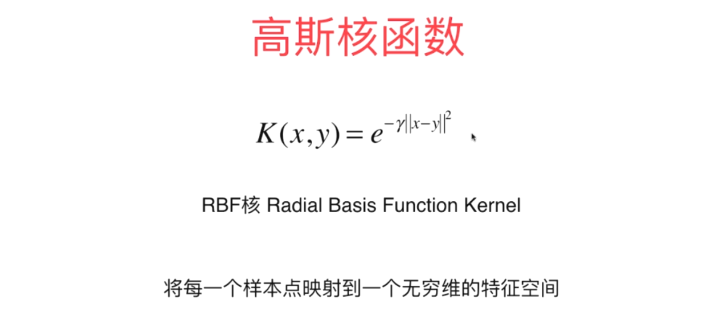 高斯核函数
K(x,y) = e^{-γ||x-y||^2}
RBF核 Radial Basis Function Kernel
将每一个样本点映射到一个无穷维的特征空间